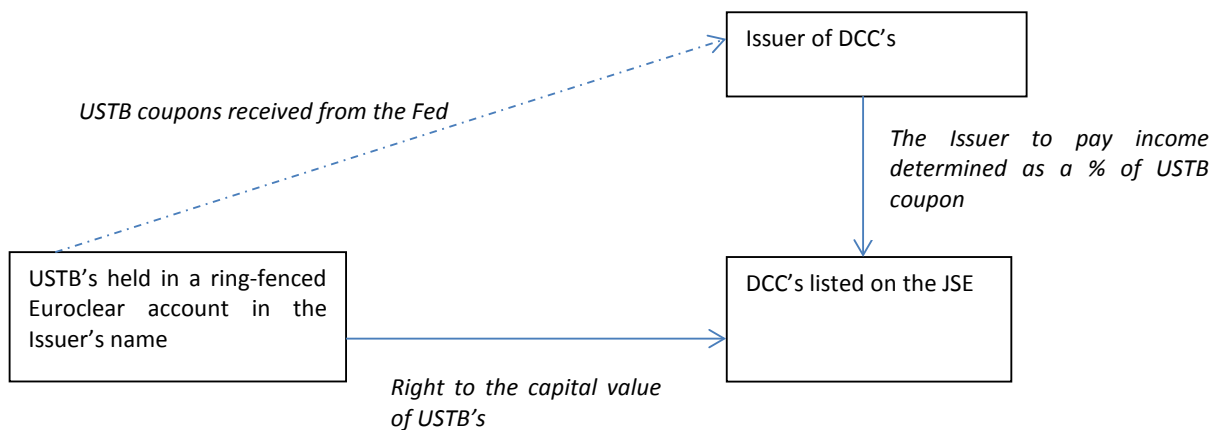 Issuer of DCC's
USTB coupons received from the Fed
The Issuer to pay income
determined as a % of USTB
coupon
USTB's held in a ring-fenced
Euroclear account in the
Issuer's name
DCC's listed on the JSE
Right to the capital value
of USTB's